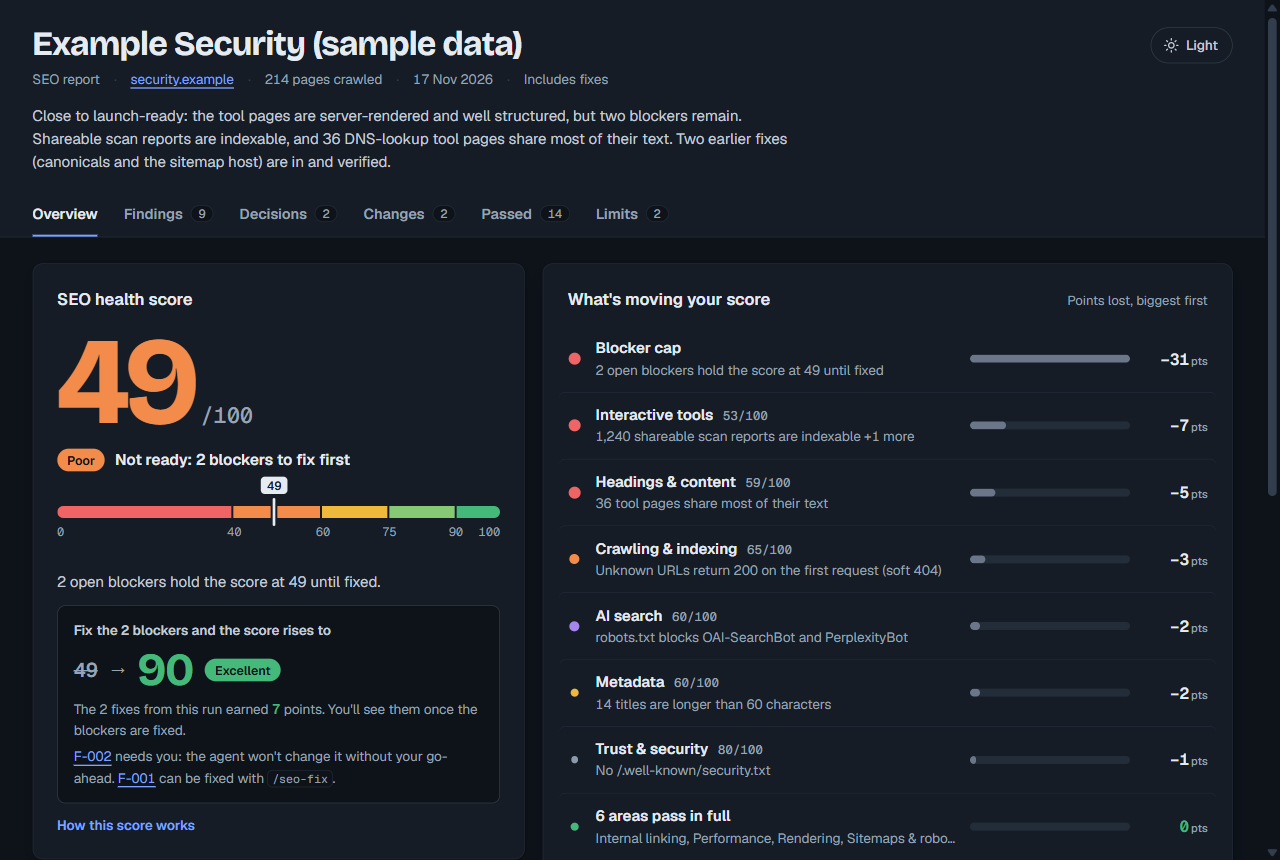 Example Security (sample data)
Light
SEO report · security.example · 214 pages crawled · 17 Nov 2026 · Includes fixes
Close to launch-ready: the tool pages are server-rendered and well structured, but two blockers remain.
Shareable scan reports are indexable, and 36 DNS-lookup tool pages share most of their text. Two earlier fixes
(canonicals and the sitemap host) are in and verified.
Overview Findings 9 Decisions 2 Changes 2 Passed 14 Limits 2
SEO health score
49 /100
Poor Not ready: 2 blockers to fix first
49
0 40 60 75 90 100
2 open blockers hold the score at 49 until fixed.
Fix the 2 blockers and the score rises to
49 → 90 Excellent
The 2 fixes from this run earned 7 points. You'll see them once the
blockers are fixed.
F-002 needs you: the agent won't change it without your go-
ahead. F-001 can be fixed with /seo-fix.
How this score works
What's moving your score
Points lost, biggest first
Blocker cap
2 open blockers hold the score at 49 until fixed
−31 pts
Interactive tools 53/100
1,240 shareable scan reports are indexable +1 more
−7 pts
Headings & content 59/100
36 tool pages share most of their text
−5 pts
Crawling & indexing 65/100
Unknown URLs return 200 on the first request (soft 404)
−3 pts
AI search 60/100
robots.txt blocks OAI-SearchBot and PerplexityBot
−2 pts
Metadata 60/100
14 titles are longer than 60 characters
−2 pts
Trust & security 80/100
No /.well-known/security.txt
−1 pts
6 areas pass in full
Internal linking, Performance, Rendering, Sitemaps & robo…
0 pts